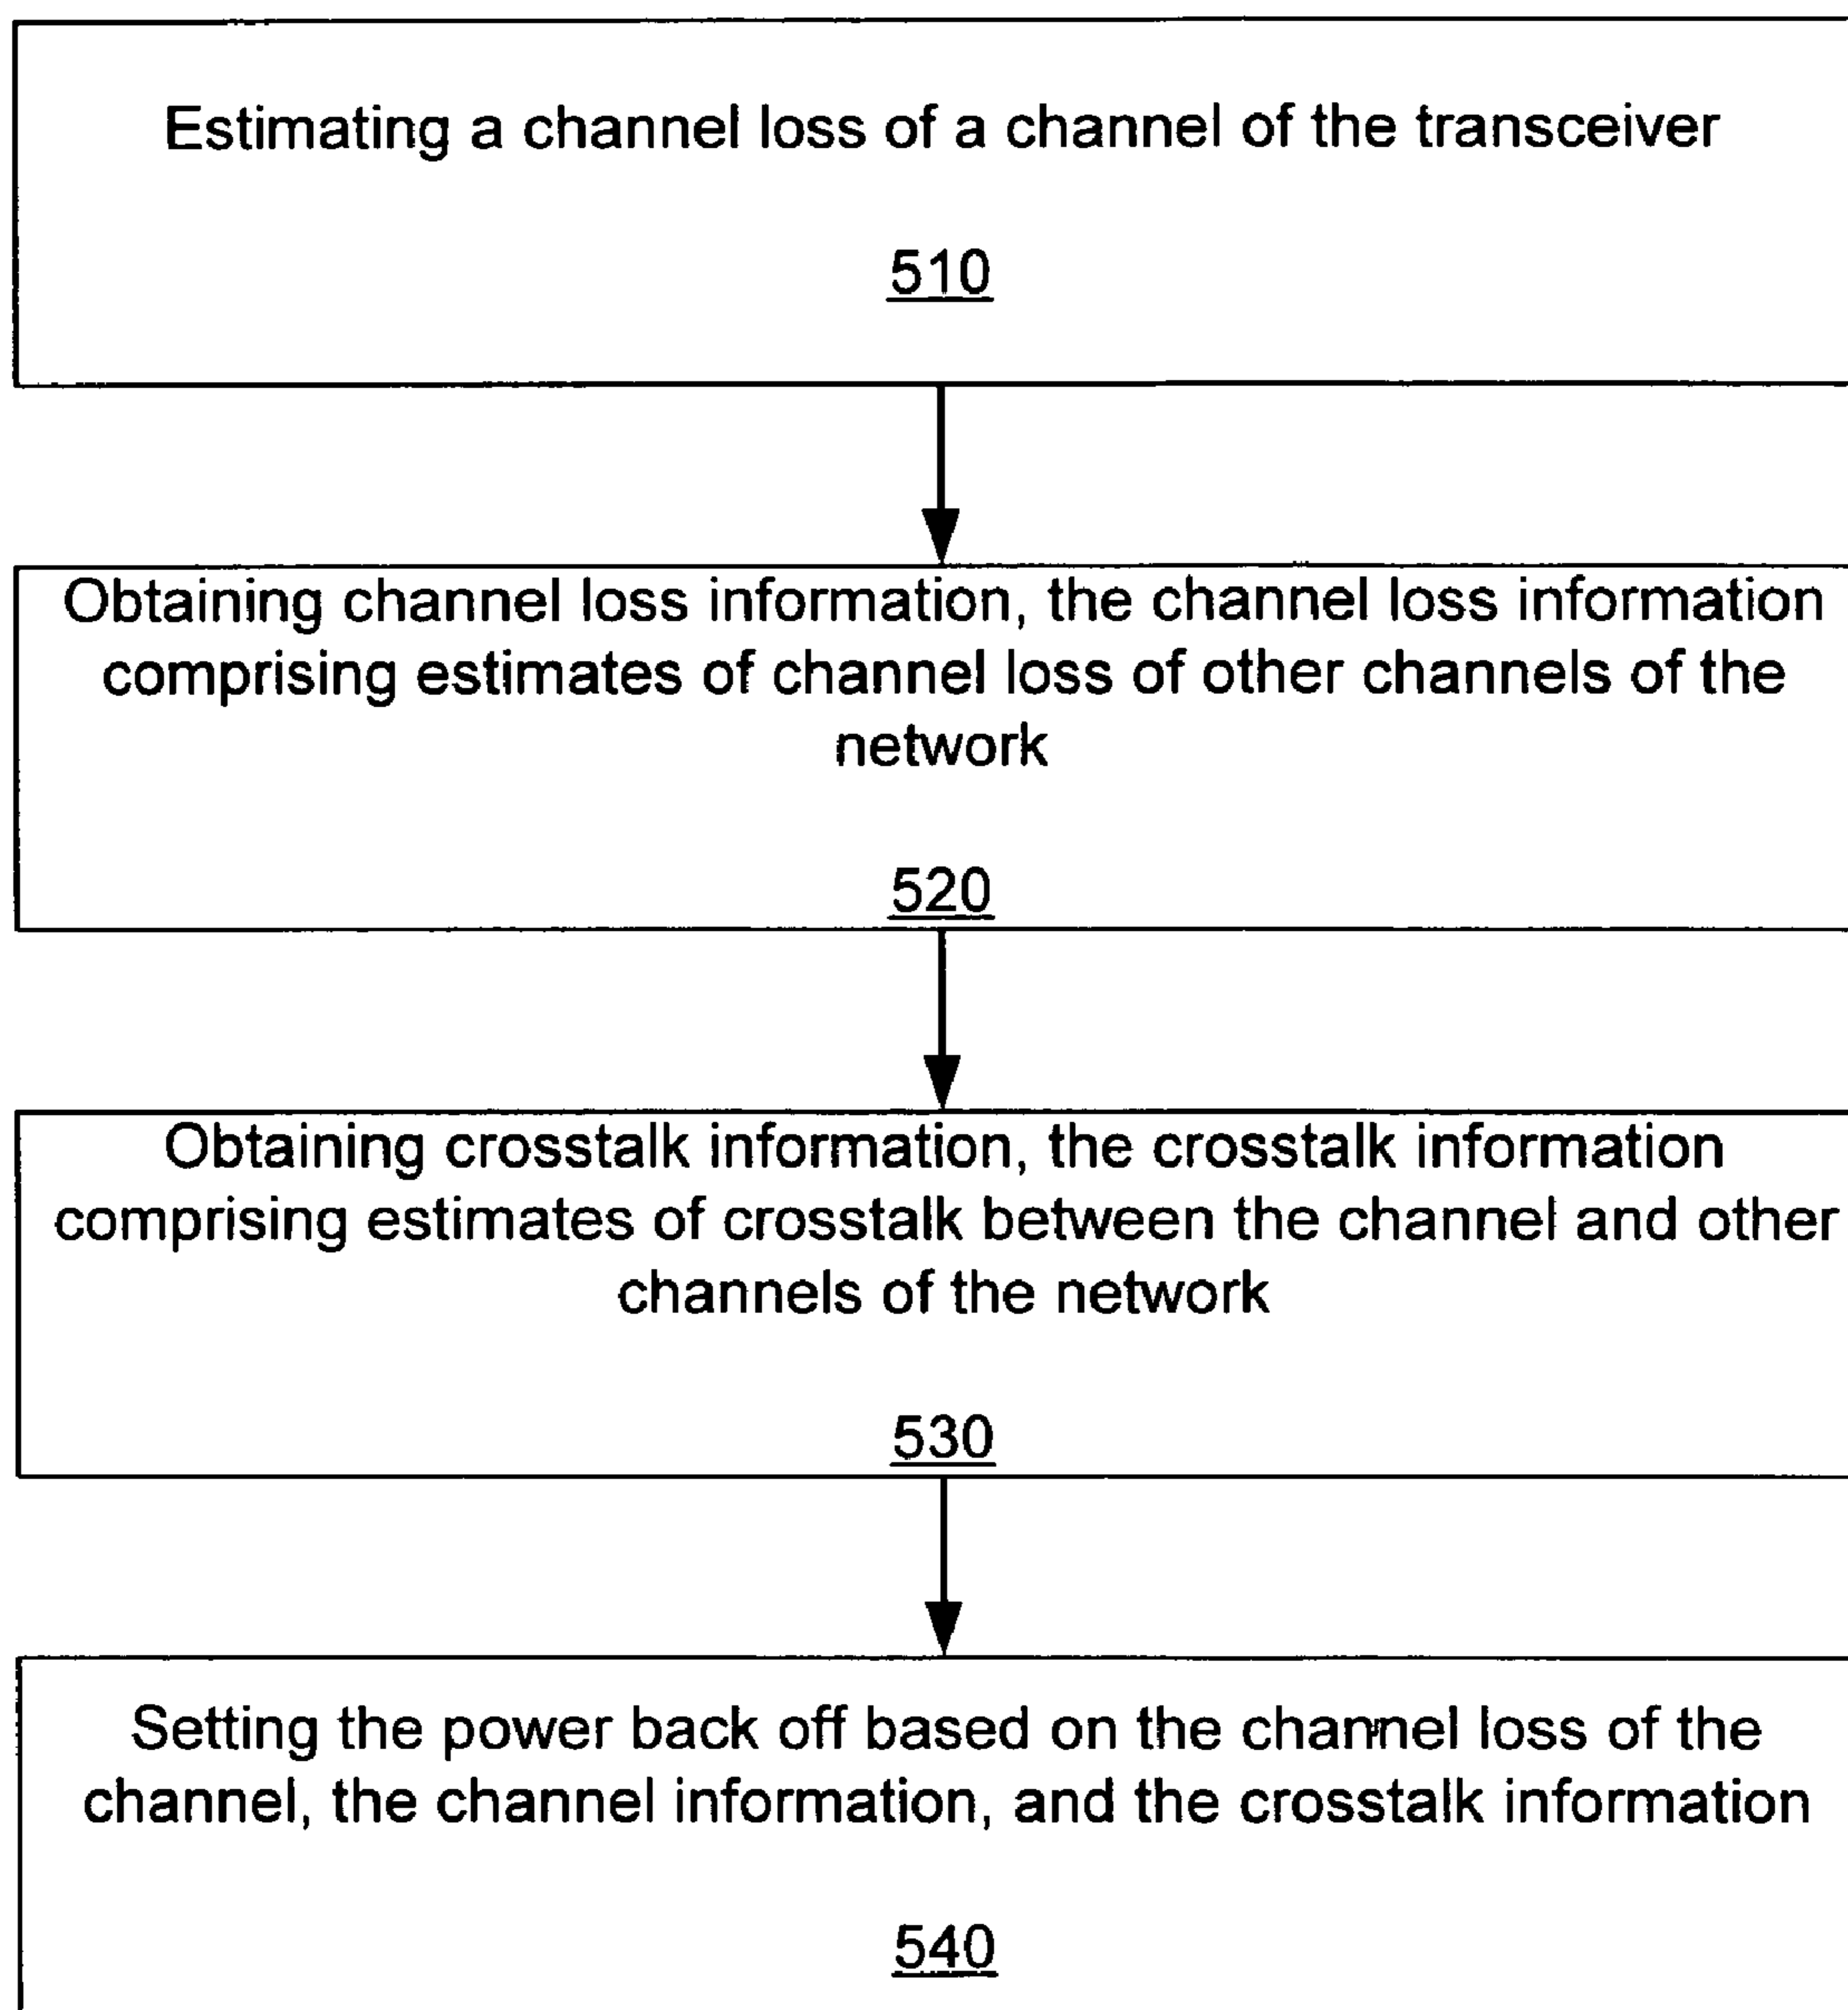 Estimating a channel loss of a channel of the transceiver
510
Obtaining channel loss information, the channel loss information
comprising estimates of channel loss of other channels of the
network
520
Obtaining crosstalk information, the crosstalk information
comprising estimates of crosstalk between the channel and other
channels of the network
530
Setting the power back off based on the channel loss of the
channel, the channel information, and the crosstalk information
540